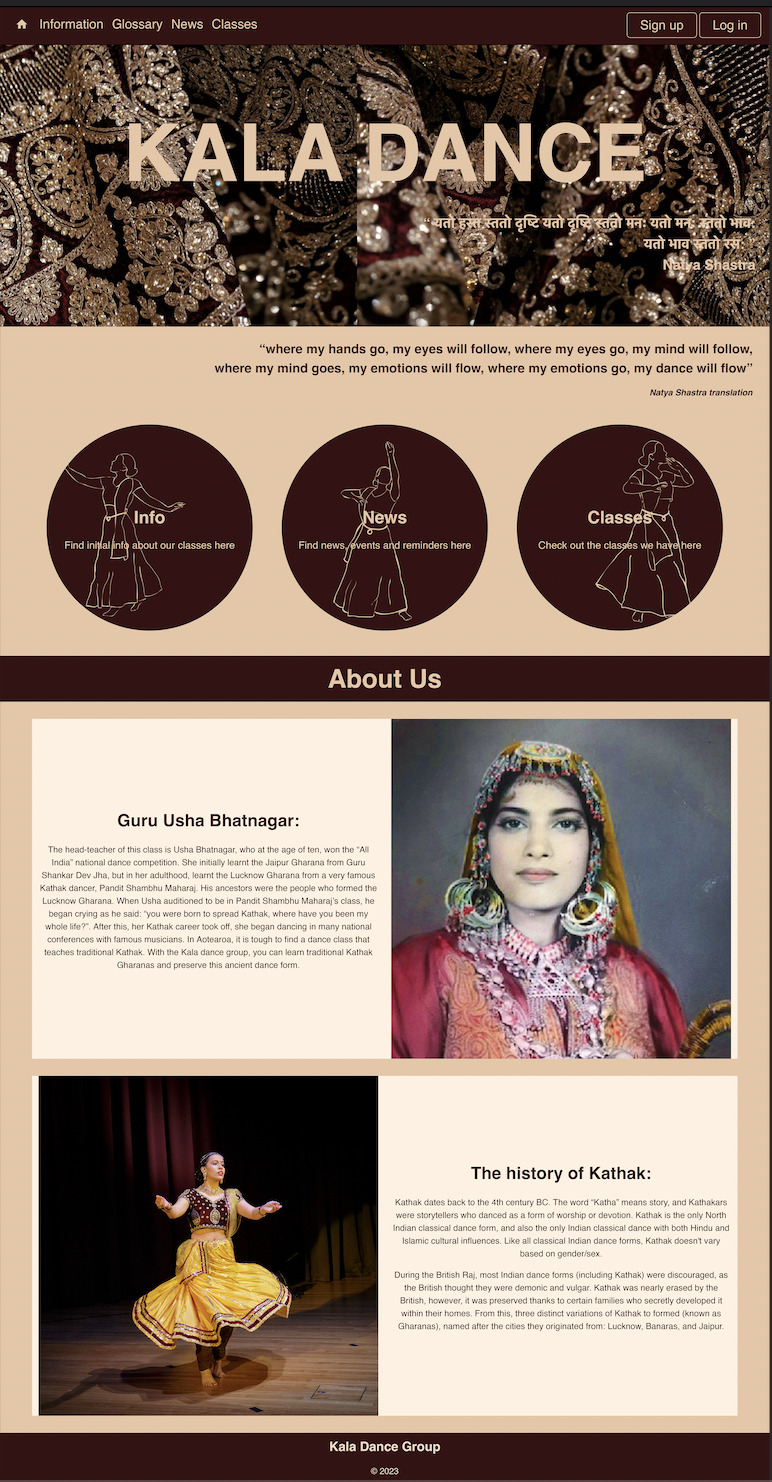 Information Glossary News Classes Sign up Log in
KALA DANCE
“ यतो हस्त स्ततो दृष्टि यतो दृष्टि स्ततो मनः यतो मनः स्ततो भाव:
यतो भाव स्ततो रस:
Natya Shastra
“where my hands go, my eyes will follow, where my eyes go, my mind will follow,
where my mind goes, my emotions will flow, where my emotions go, my dance will flow”
Natya Shastra translation
Info
Find initial info about our classes here
News
Find news, events and reminders here
Classes
Check out the classes we have here
About Us
Guru Usha Bhatnagar:
The head-teacher of this class is Usha Bhatnagar, who at the age of ten, won the “All
India” national dance competition. She initially learnt the Jaipur Gharana from Guru
Shankar Dev Jha, but in her adulthood, learnt the Lucknow Gharana from a very famous
Kathak dancer, Pandit Shambhu Maharaj. His ancestors were the people who formed the
Lucknow Gharana. When Usha auditioned to be in Pandit Shambhu Maharaj’s class, he
began crying as he said: “you were born to spread Kathak, where have you been my
whole life?”. After this, her Kathak career took off, she began dancing in many national
conferences with famous musicians. In Aotearoa, it is tough to find a dance class that
teaches traditional Kathak. With the Kala dance group, you can learn traditional Kathak
Gharanas and preserve this ancient dance form.
The history of Kathak:
Kathak dates back to the 4th century BC. The word “Katha” means story, and Kathakars
were storytellers who danced as a form of worship or devotion. Kathak is the only North
Indian classical dance form, and also the only Indian classical dance with both Hindu and
Islamic cultural influences. Like all classical Indian dance forms, Kathak doesn’t vary
based on gender/sex.
During the British Raj, most Indian dance forms (including Kathak) were discouraged, as
the British thought they were demonic and vulgar. Kathak was nearly erased by the
British, however, it was preserved thanks to certain families who secretly developed it
within their homes. From this, three distinct variations of Kathak to formed (known as
Gharanas), named after the cities they originated from: Lucknow, Banaras, and Jaipur.
Kala Dance Group
© 2023